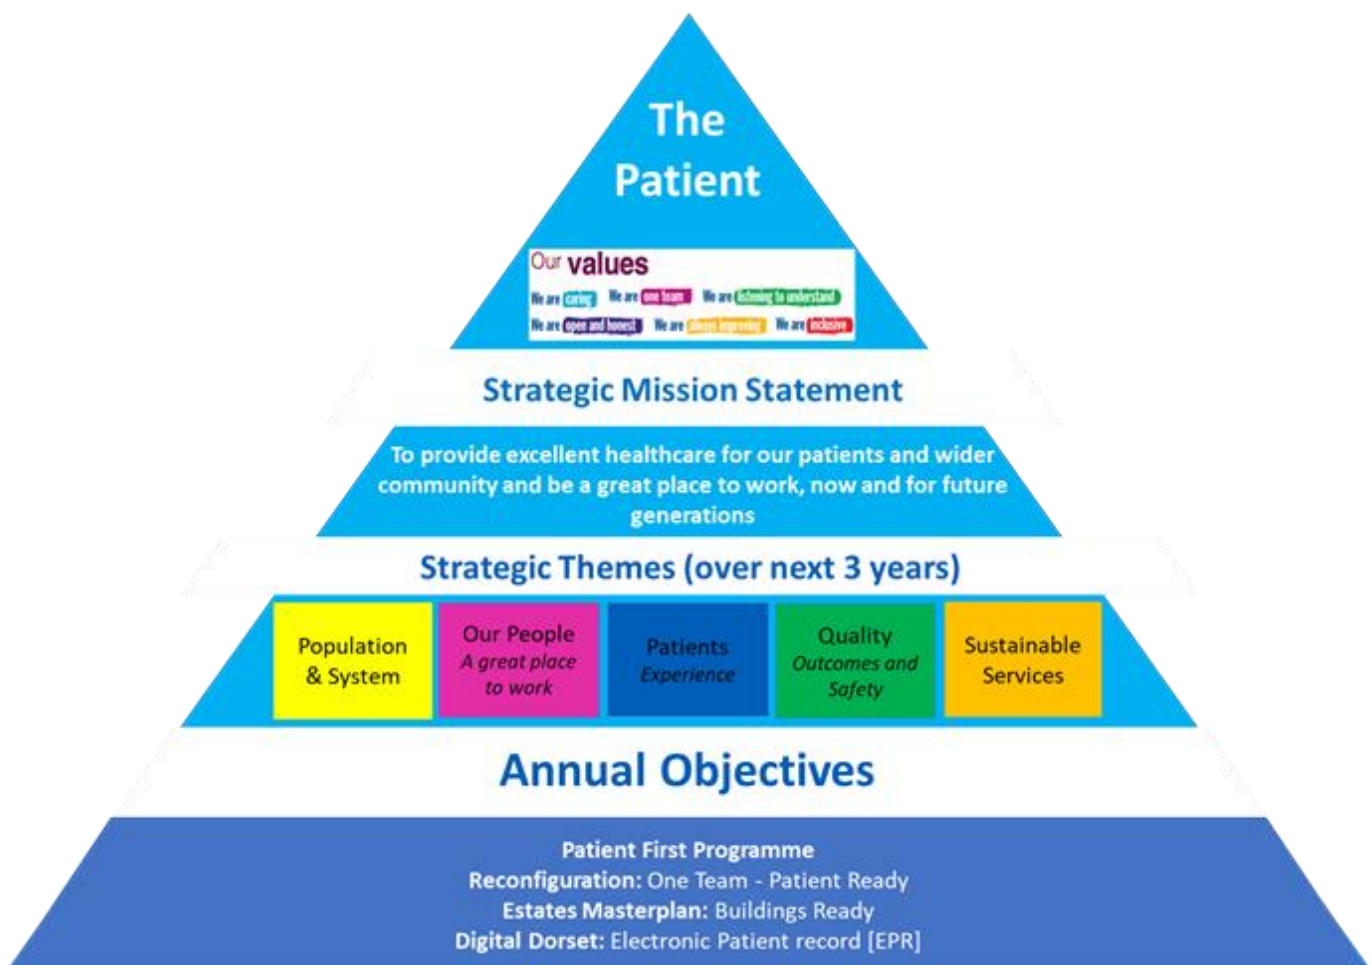 The
Patient
Our values
We are caring We are one team We are listening to understand
We are open and honest We are always improving We are inclusive
Strategic Mission Statement
To provide excellent healthcare for our patients and wider
community and be a great place to work, now and for future
generations
Strategic Themes (over next 3 years)
Population
& System
Our People
A great place
to work
Patients
Experience
Quality
Outcomes and
Safety
Sustainable
Services
Annual Objectives
Patient First Programme
Reconfiguration: One Team - Patient Ready
Estates Masterplan: Buildings Ready
Digital Dorset: Electronic Patient record [EPR]